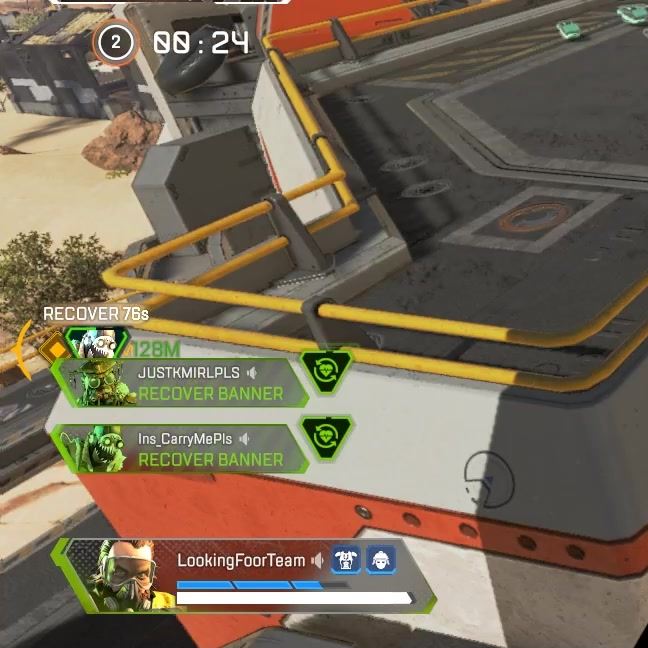 2 00:24
RECOVER 76s
128M
JUSTKMIRLPLS
RECOVER BANNER
Ins_CarryMePls
RECOVER BANNER
LookingFoorTeam